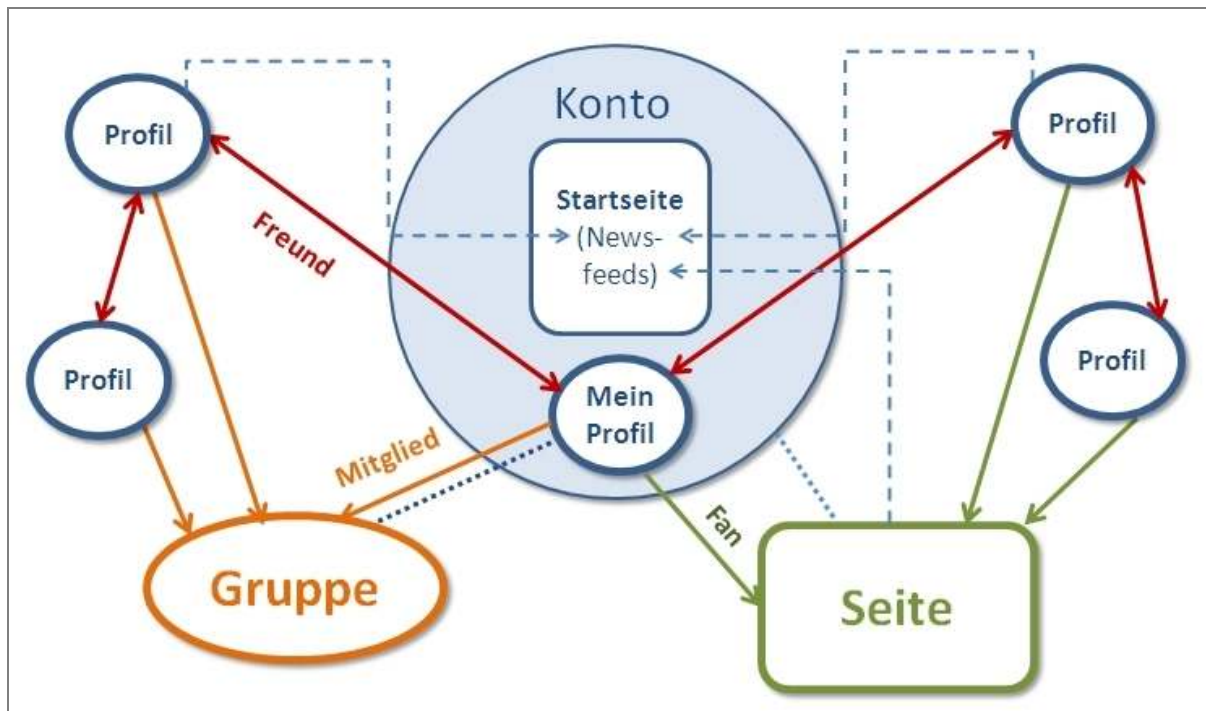 Konto
Profil
Profil
Startseite
(News-
feeds)
Freund
Profil
Profil
Mein
Profil
Mitglied
Fan
Gruppe
Seite